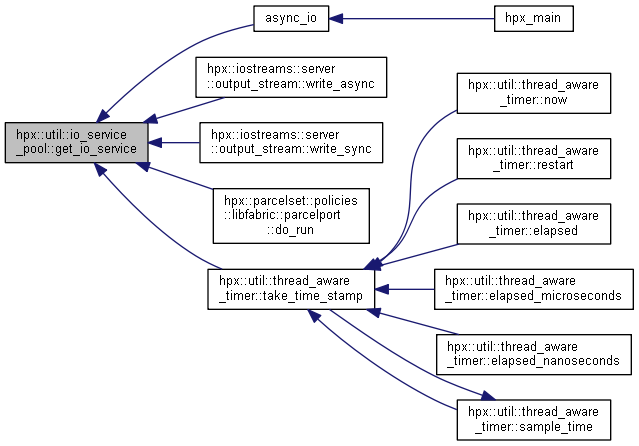 async_io
hpx_main
hpx::iostreams::server
::output_stream::write_async
hpx::util::io_service
_pool::get_io_service
hpx::iostreams::server
::output_stream::write_sync
hpx::parcelset::policies
::libfabric::parcelport
::do_run
hpx::util::thread_aware
_timer::take_time_stamp
hpx::util::thread_aware
_timer::now
hpx::util::thread_aware
_timer::restart
hpx::util::thread_aware
_timer::elapsed
hpx::util::thread_aware
_timer::elapsed_microseconds
hpx::util::thread_aware
_timer::elapsed_nanoseconds
hpx::util::thread_aware
_timer::sample_time